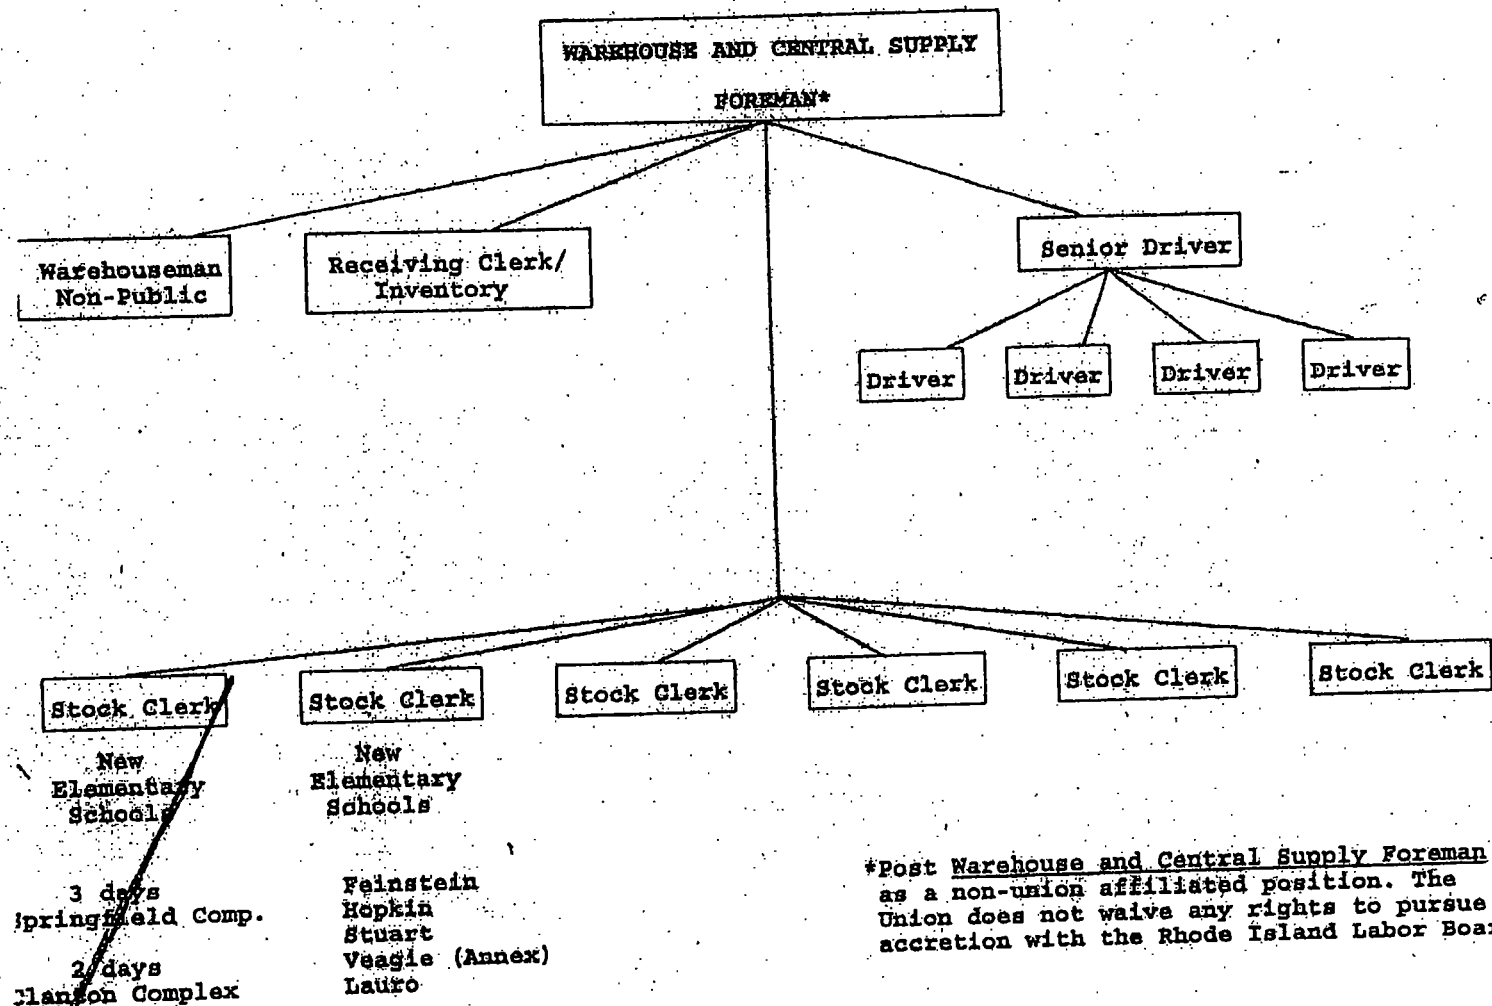 WAREHOUSE AND CENTRAL SUPPLY
FOREMAN*
Warehouseman
Non-Public
Receiving Clerk/
Inventory
Senior Driver
Driver
Driver
Driver
Driver
Stock Clerk
Stock Clerk
Stock Clerk
Stock Clerk
Stock Clerk
Stock Clerk
New
Elementary
Schools
3 days
Springfield Comp.
2 days
Complex
New
Elementary
Schools
Feinstein
Hopkin
Stuart
Veagie (Annex)
Lauro
*Post Warehouse and Central Supply Foreman
as a non-union affiliated position. The
Union does not waive any rights to pursue
accretion with the Rhode Island Labor Boar